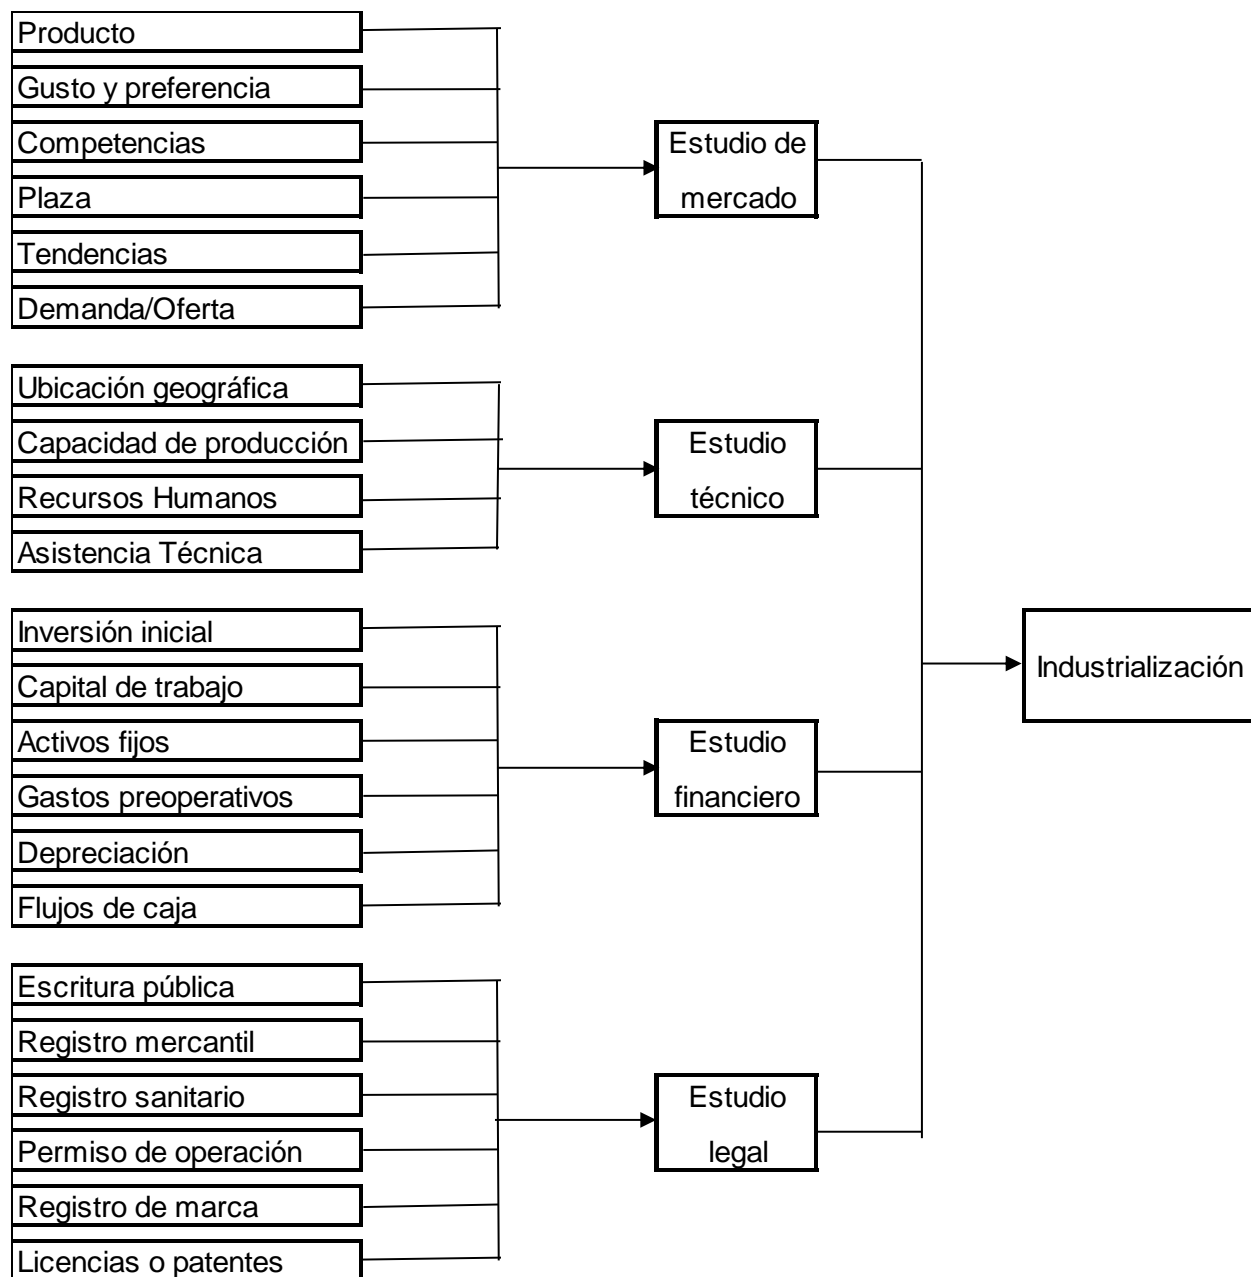 Producto
Gusto y preferencia
Competencias
Plaza
Tendencias
Demanda/Oferta
Estudio de
mercado
Ubicación geográfica
Capacidad de producción
Recursos Humanos
Asistencia Técnica
Estudio
técnico
Inversión inicial
Capital de trabajo
Activos fijos
Gastos preoperativos
Depreciación
Flujos de caja
Estudio
financiero
Escritura pública
Registro mercantil
Registro sanitario
Permiso de operación
Registro de marca
Licencias o patentes
Estudio
legal
Industrialización